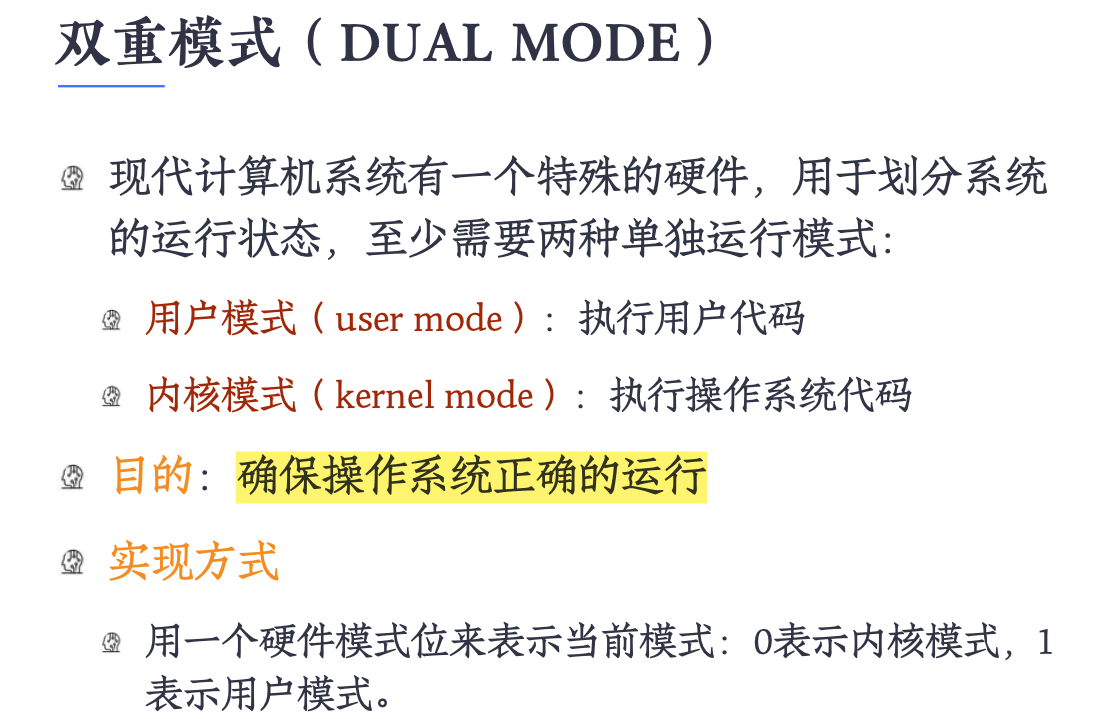 双重模式（DUAL MODE）
现代计算机系统有一个特殊的硬件，用于划分系统
的运行状态，至少需要两种单独运行模式：
用户模式（user mode）：执行用户代码
内核模式（kernel mode）：执行操作系统代码
目的：确保操作系统正确的运行
实现方式
用一个硬件模式位来表示当前模式：0表示内核模式，1
表示用户模式。